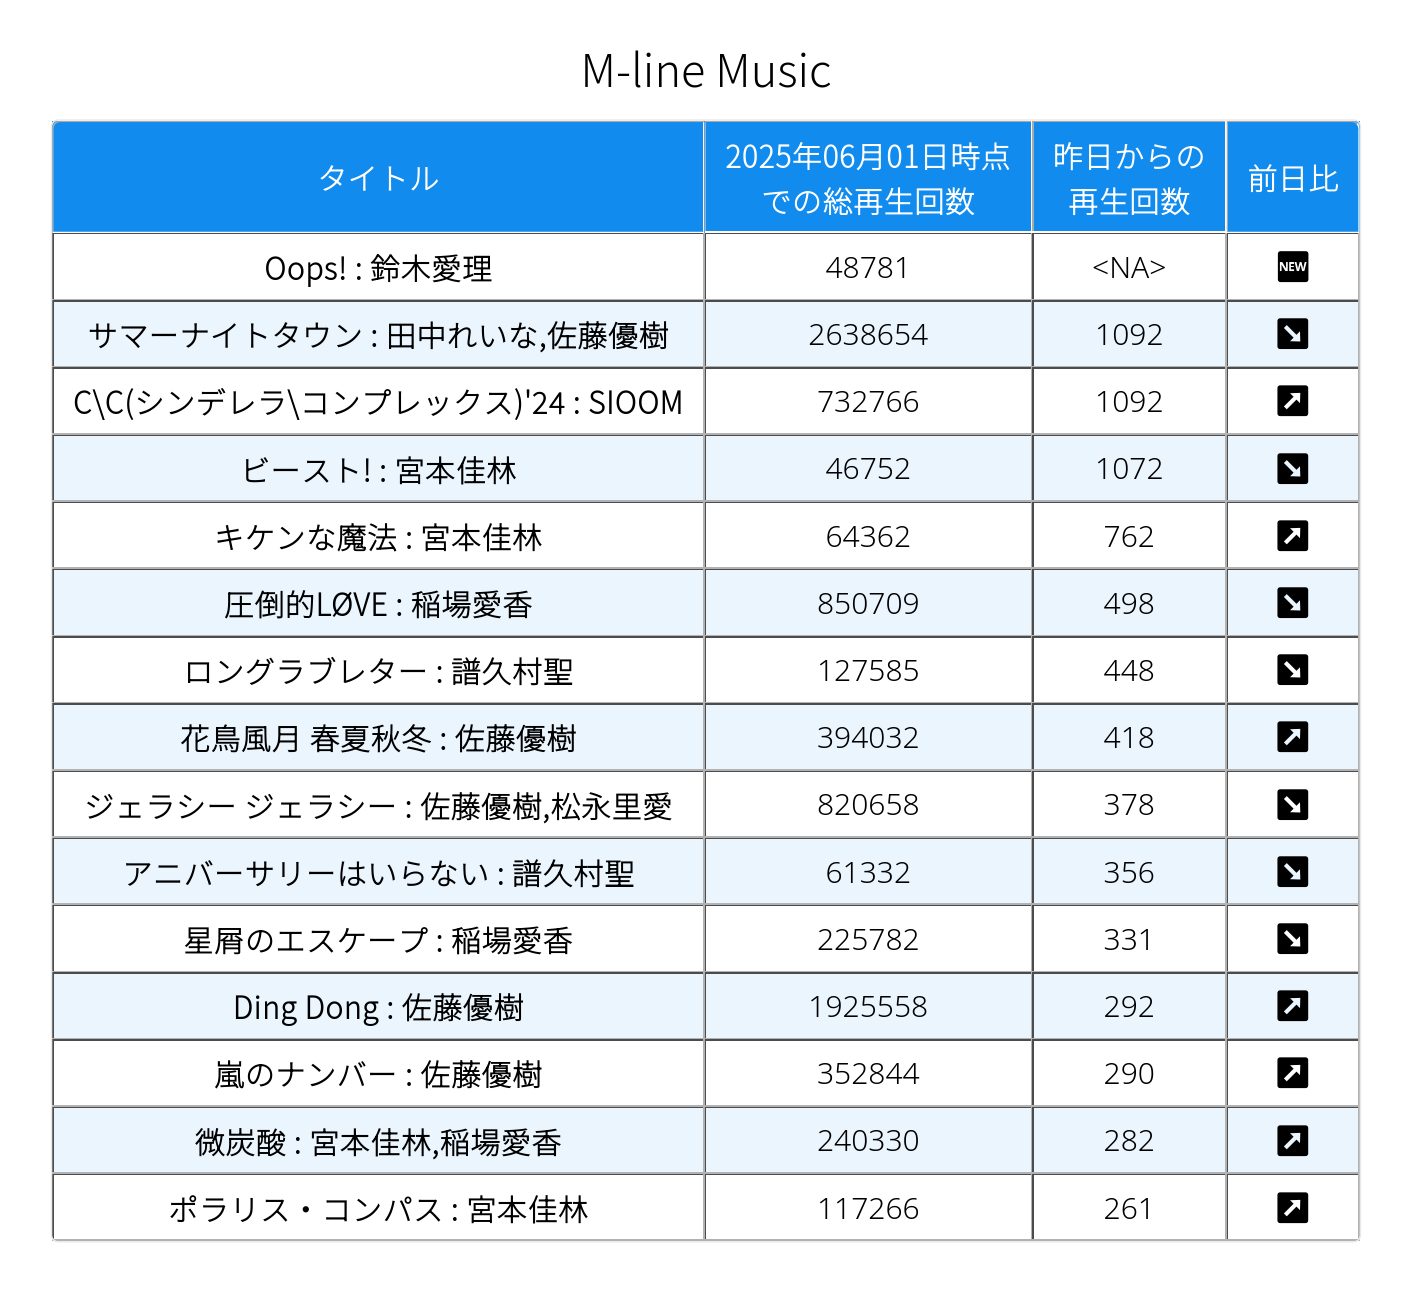 M-line Music
タイトル
2025年06月01日時点
での総再生回数
昨日からの
再生回数
前日比
Oops! : 鈴木愛理 48781 <NA> NEW
サマーナイトタウン : 田中れいな,佐藤優樹 2638654 1092
C\C(シンデレラ\コンプレックス)'24 : SIOOM 732766 1092
ビースト! : 宮本佳林 46752 1072
キケンな魔法 : 宮本佳林 64362 762
圧倒的LØVE : 稲場愛香 850709 498
ロングラブレター : 譜久村聖 127585 448
花鳥風月 春夏秋冬 : 佐藤優樹 394032 418
ジェラシー ジェラシー : 佐藤優樹,松永里愛 820658 378
アニバーサリーはいらない : 譜久村聖 61332 356
星屑のエスケープ : 稲場愛香 225782 331
Ding Dong : 佐藤優樹 1925558 292
嵐のナンバー : 佐藤優樹 352844 290
微炭酸 : 宮本佳林,稲場愛香 240330 282
ポラリス・コンパス : 宮本佳林 117266 261